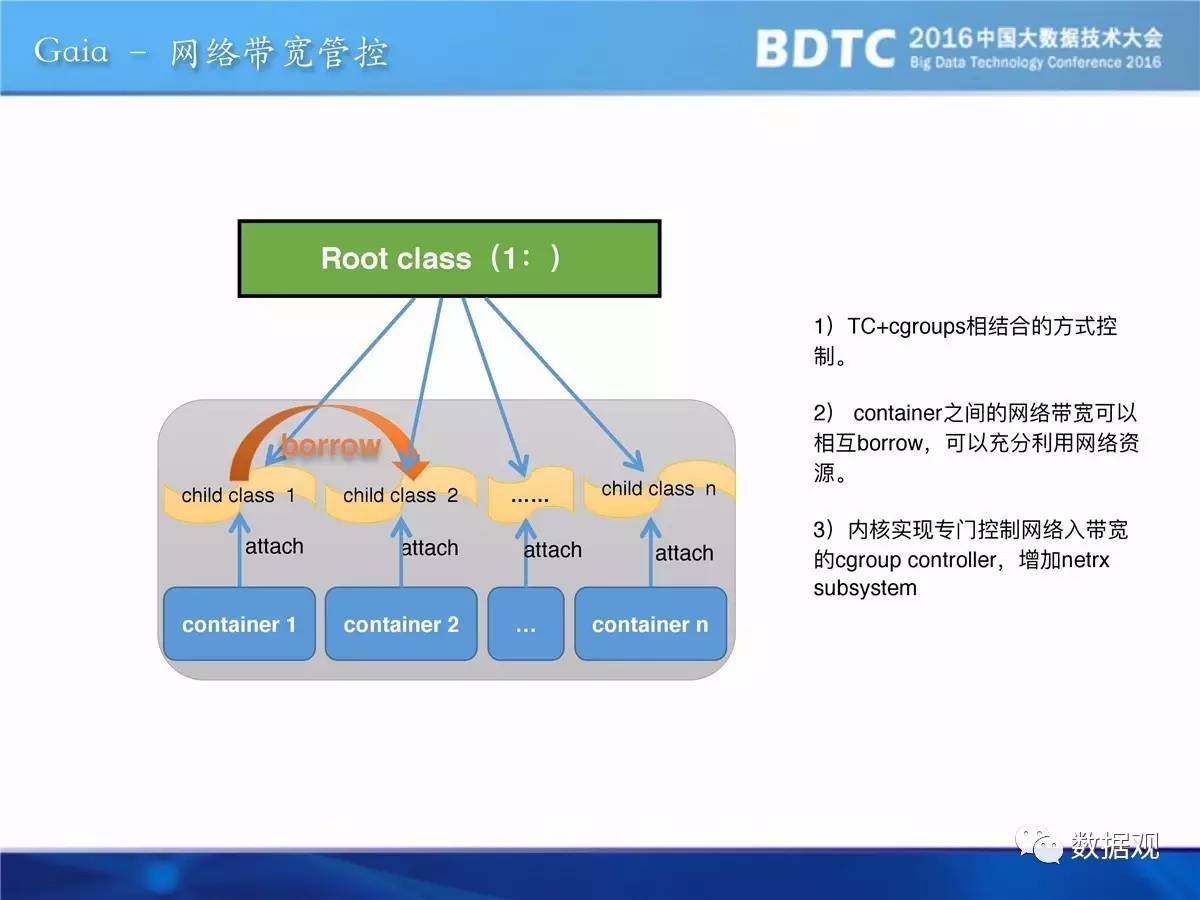 Gaia - 网络带宽管控
BDTC 2016中国大数据技术大会
Big Data Technology Conference 2016
Root class（1：）
borrow
child class 1
child class 2
……
child class n
attach
attach
attach
attach
container 1
container 2
...
container n
1）TC+cgroups相结合的方式控
制。
2） container之间的网络带宽可以
相互borrow，可以充分利用网络资
源。
3）内核实现专门控制网络入带宽
的cgroup controller，增加netrx
subsystem
数据观